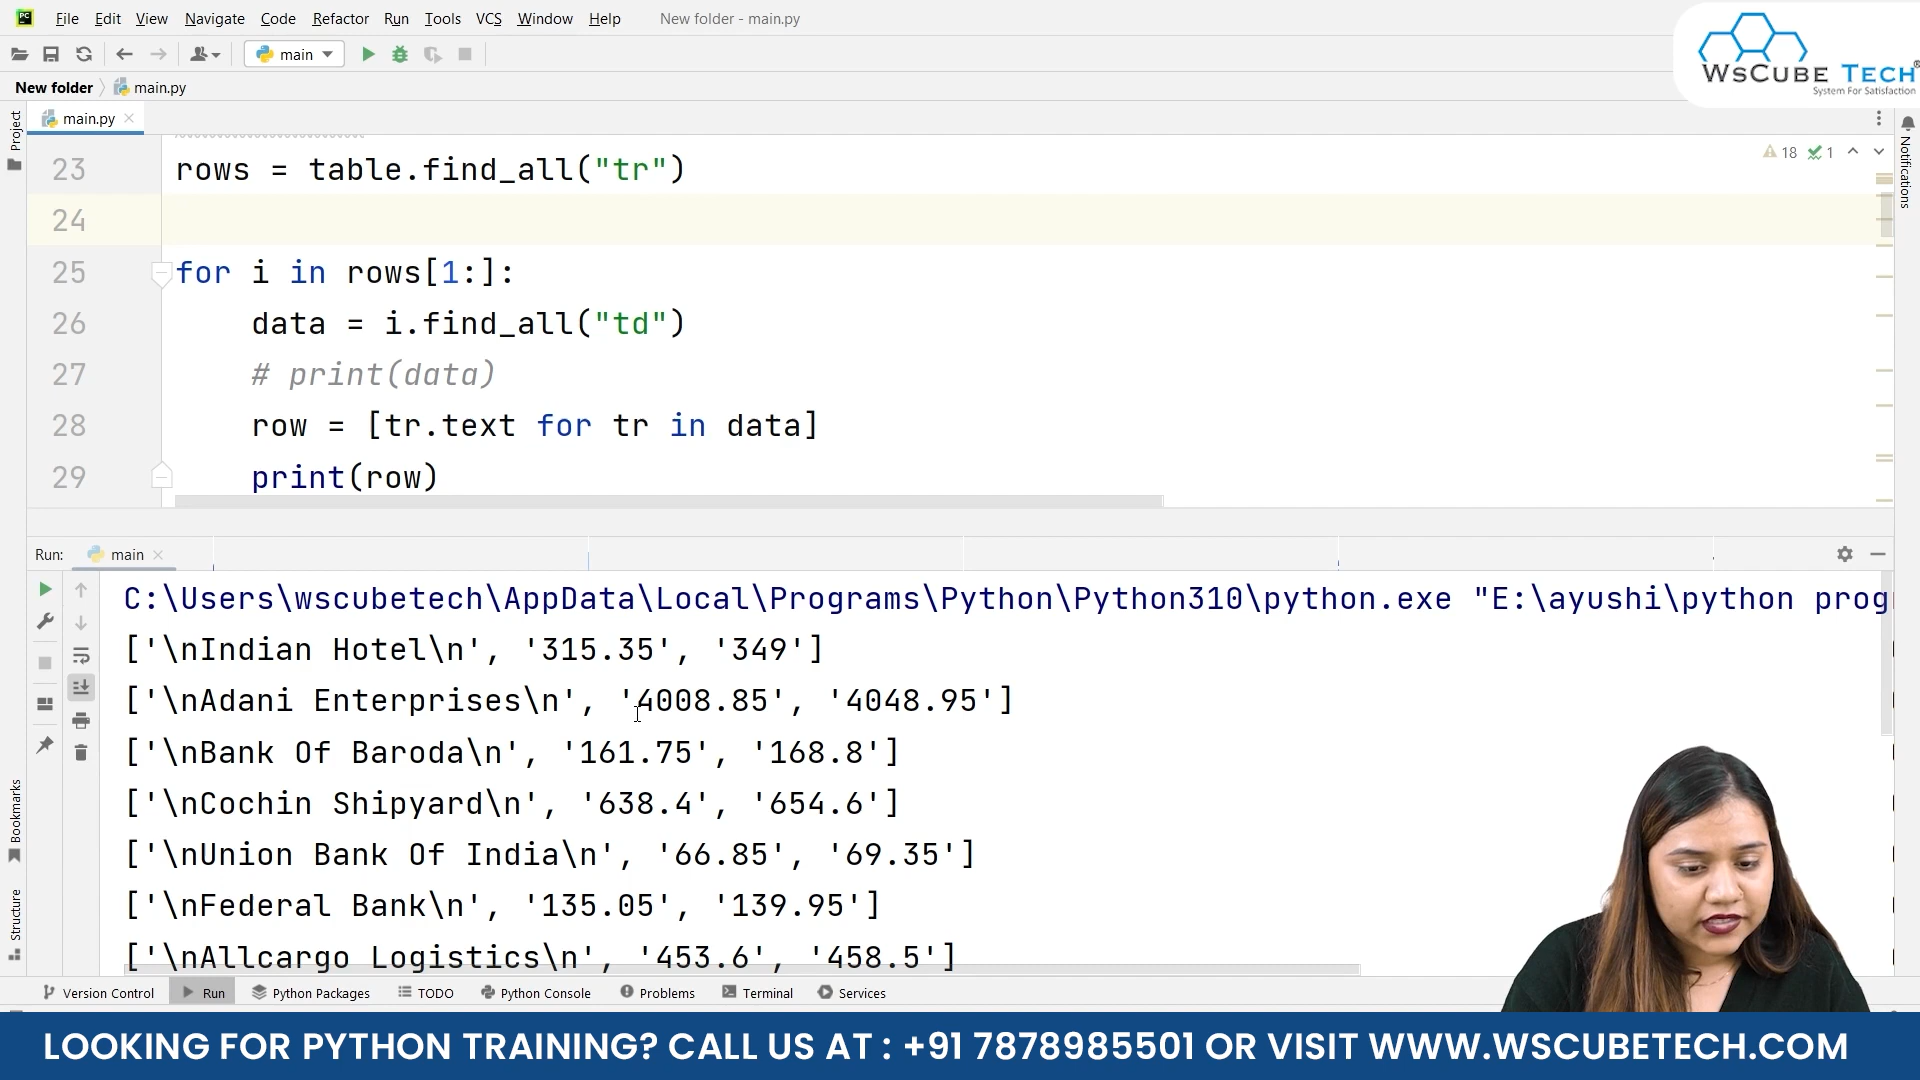 File Edit View Navigate Code Refactor Run Tools VCS Window Help New folder - main.py
main
WSCUBE TECH®
System For Satisfaction
New folder main.py
Project
main.py
Notifications
18 1
23 rows = table.find_all("tr")
24
25 for i in rows[1:]:
26 data = i.find_all("td")
27 # print(data)
28 row = [tr.text for tr in data]
29 print(row)
Run: main
C:\Users\wscubetech\AppData\Local\Programs\Python\Python310\python.exe "E:\ayushi\python prog
['\nIndian Hotel\n', '315.35', '349']
['\nAdani Enterprises\n', '4008.85', '4048.95']
['\nBank Of Baroda\n', '161.75', '168.8']
['\nCochin Shipyard\n', '638.4', '654.6']
['\nUnion Bank Of India\n', '66.85', '69.35']
['\nFederal Bank\n', '135.05', '139.95']
['\nAllcargo Logistics\n', '453.6', '458.5']
Bookmarks
Structure
Version Control Run Python Packages TODO Python Console Problems Terminal Services
LOOKING FOR PYTHON TRAINING? CALL US AT : +91 7878985501 OR VISIT WWW.WSCUBETECH.COM